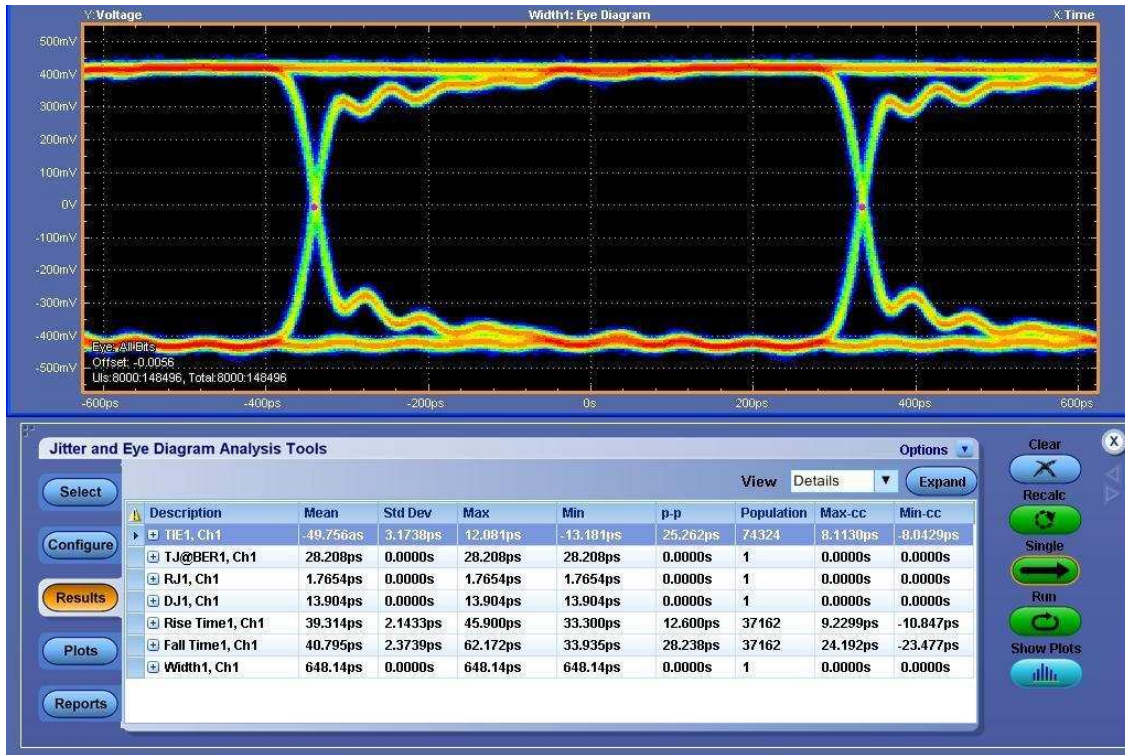 Y:Voltage Width1: Eye Diagram X:Time
500mV
400mV
300mV
200mV
100mV
0V
-100mV
-200mV
-300mV
-400mV
-500mV
Eye: All Bits
Offset: -0.0056
UIs:8000:148496, Total:8000:148496
-600ps -400ps -200ps 0s 200ps 400ps 600ps
Jitter and Eye Diagram Analysis Tools Options
View Details Expand
Select
Configure
Results
Plots
Reports
Description Mean Std Dev Max Min p-p Population Max-cc Min-cc
TIE1, Ch1 -49.756as 3.1738ps 12.081ps -13.181ps 25.262ps 74324 8.1130ps -8.0429ps
TJ@BER1, Ch1 28.208ps 0.0000s 28.208ps 28.208ps 0.0000s 1 0.0000s 0.0000s
RJ1, Ch1 1.7654ps 0.0000s 1.7654ps 1.7654ps 0.0000s 1 0.0000s 0.0000s
DJ1, Ch1 13.904ps 0.0000s 13.904ps 13.904ps 0.0000s 1 0.0000s 0.0000s
Rise Time1, Ch1 39.314ps 2.1433ps 45.900ps 33.300ps 12.600ps 37162 9.2299ps -10.847ps
Fall Time1, Ch1 40.795ps 2.3739ps 62.172ps 33.935ps 28.238ps 37162 24.192ps -23.477ps
Width1, Ch1 648.14ps 0.0000s 648.14ps 648.14ps 0.0000s 1 0.0000s 0.0000s
Clear
Recalc
Single
Run
Show Plots
X